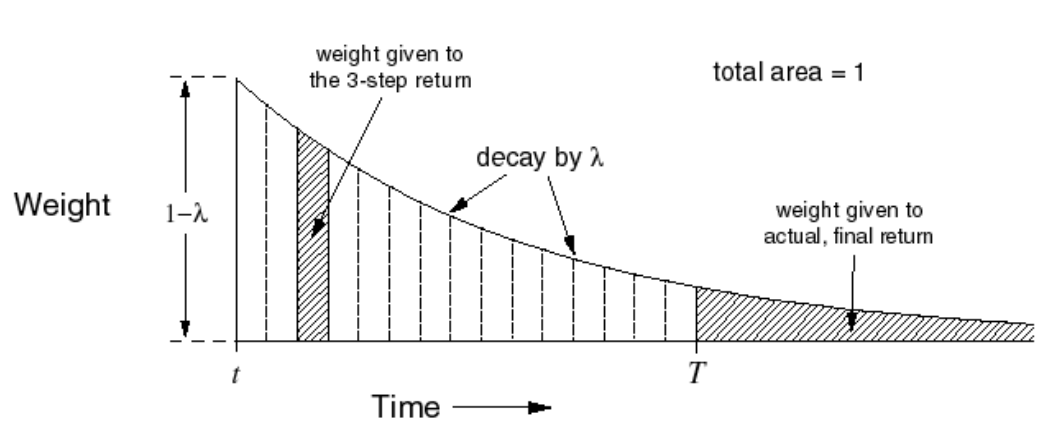 weight given to
the 3-step return
total area = 1
decay by λ
Weight
1−λ
weight given to
actual, final return
t
T
Time